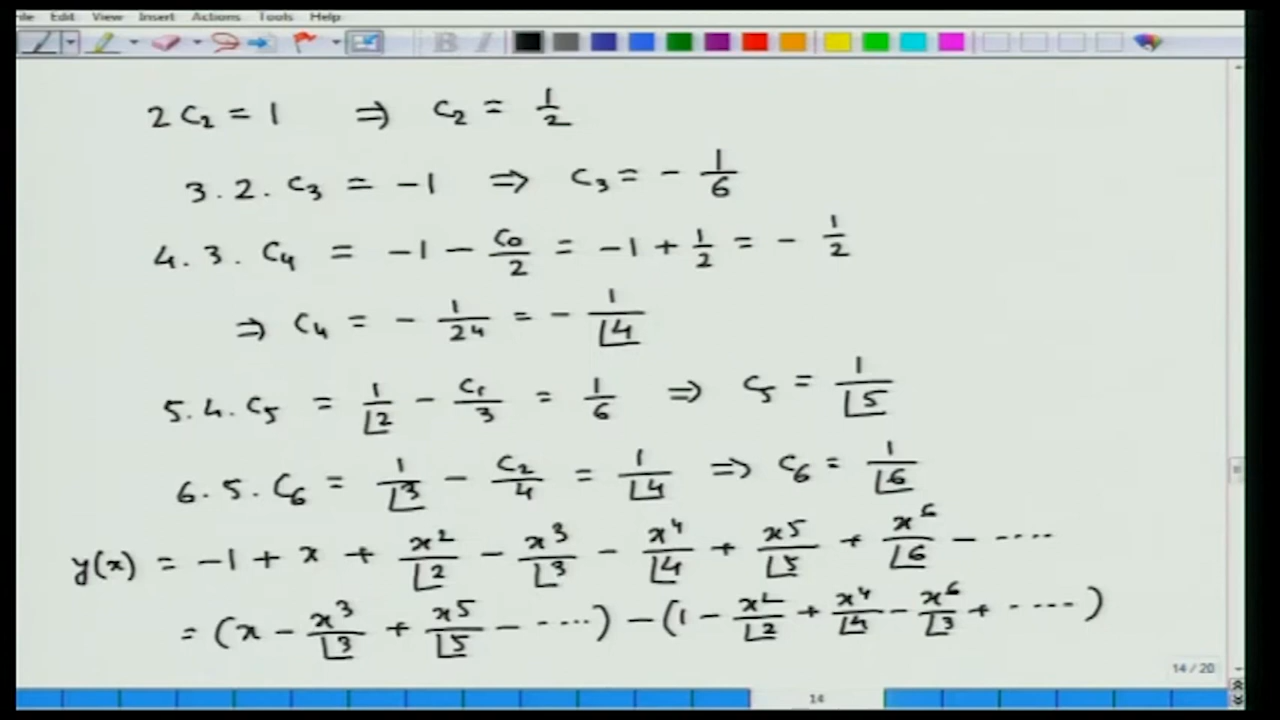 ile Edit View Insert Actions Tools Help
B I
2 C₂ = 1 ⇒ C₂ = 1/2
3 . 2 . C₃ = -1 ⇒ C₃ = - 1/6
4 . 3 . C₄ = -1 - C₀/2 = -1 + 1/2 = - 1/2
⇒ C₄ = - 1/24 = - 1/⌊4
5 . 4 . C₅ = 1/⌊2 - C₁/3 = 1/6 ⇒ C₅ = 1/⌊5
6 . 5 . C₆ = 1/⌊3 - C₂/4 = 1/⌊4 ⇒ C₆ = 1/⌊6
y(x) = -1 + x + x²/⌊2 - x³/⌊3 - x⁴/⌊4 + x⁵/⌊5 + x⁶/⌊6 - ....
= (x - x³/⌊3 + x⁵/⌊5 - ....) - (1 - x²/⌊2 + x⁴/⌊4 - x⁶/⌊3 + ....)
14 / 20
14